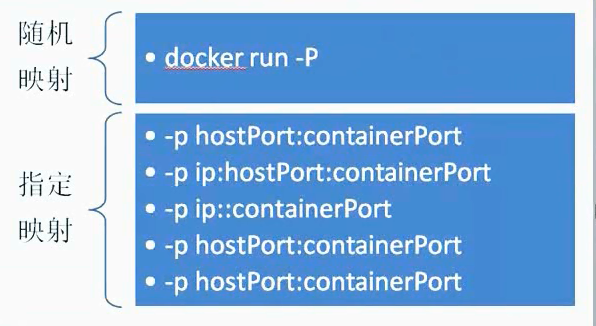 随机
映射
• docker run -P
指定
映射
• -p hostPort:containerPort
• -p ip:hostPort:containerPort
• -p ip::containerPort
• -p hostPort:containerPort
• -p hostPort:containerPort